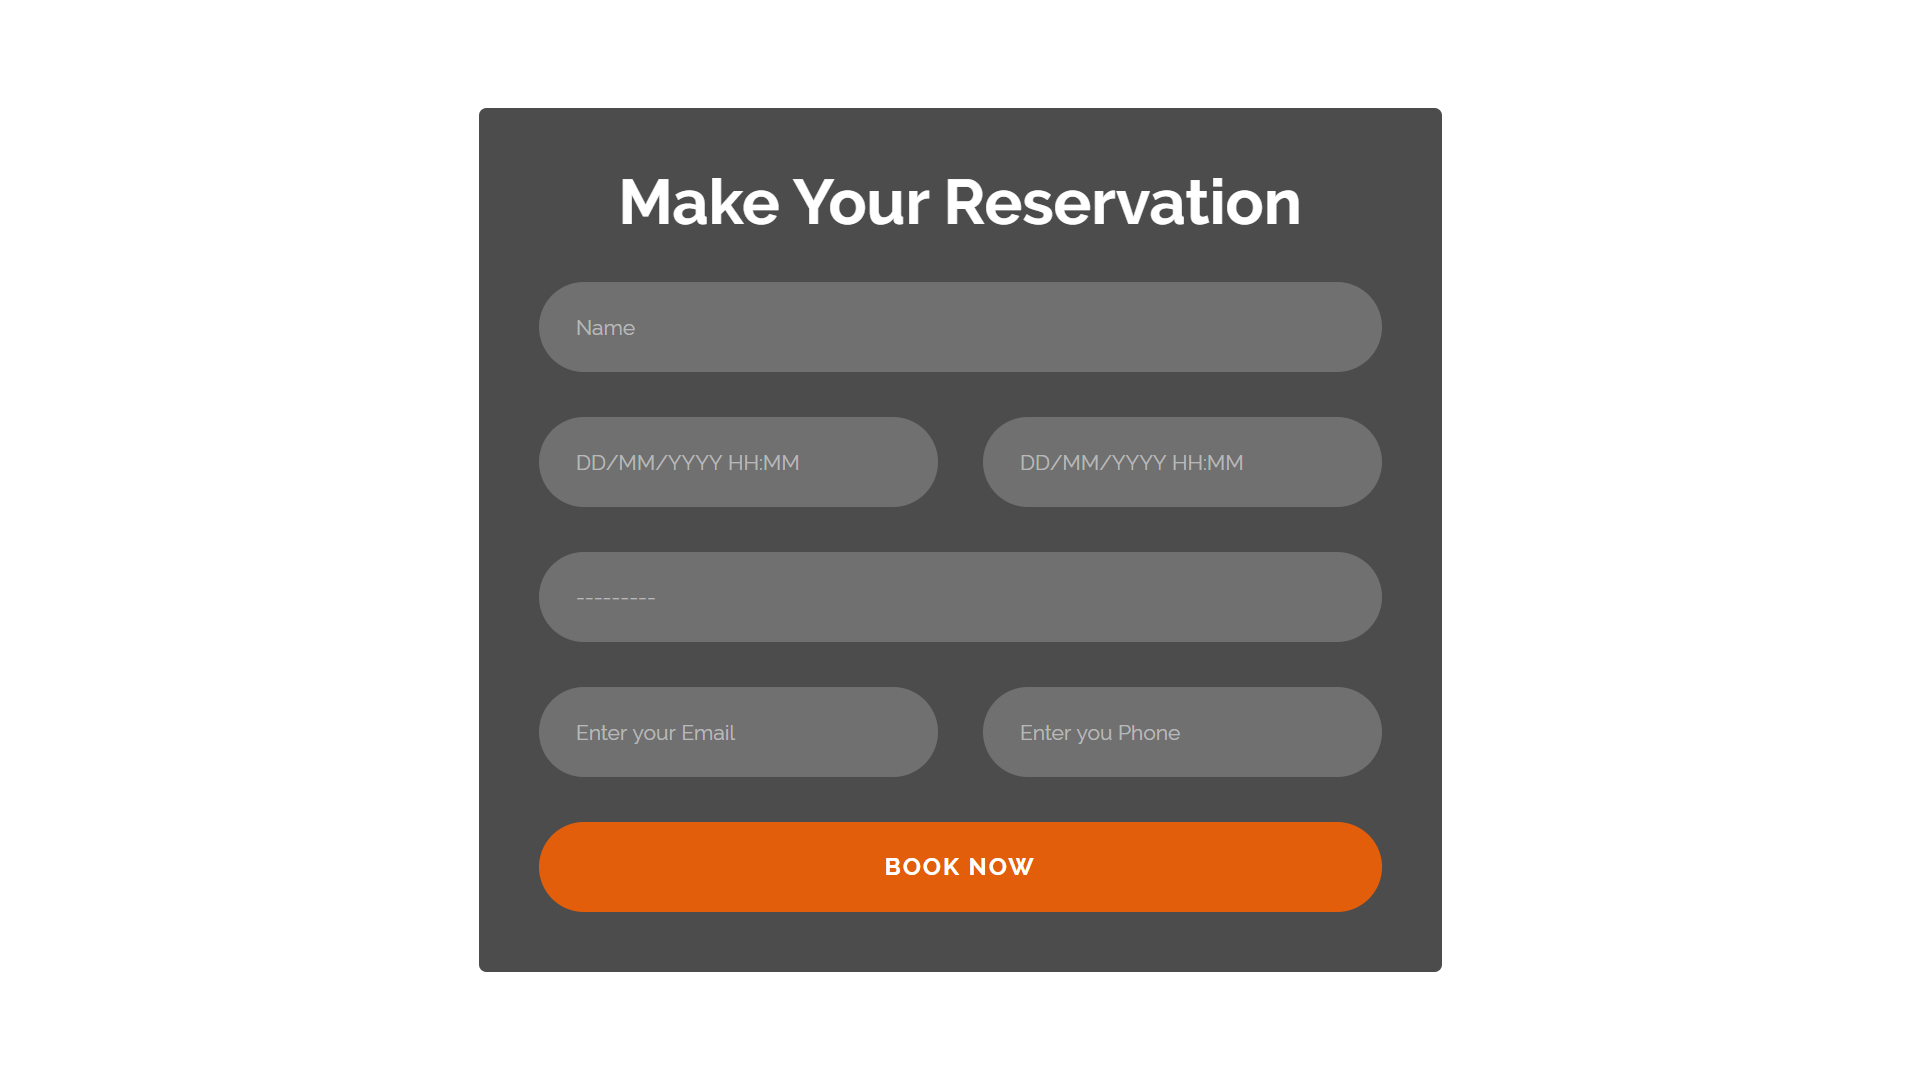 Make Your Reservation
Name
DD/MM/YYYY HH:MM
DD/MM/YYYY HH:MM
---------
Enter your Email
Enter you Phone
BOOK NOW